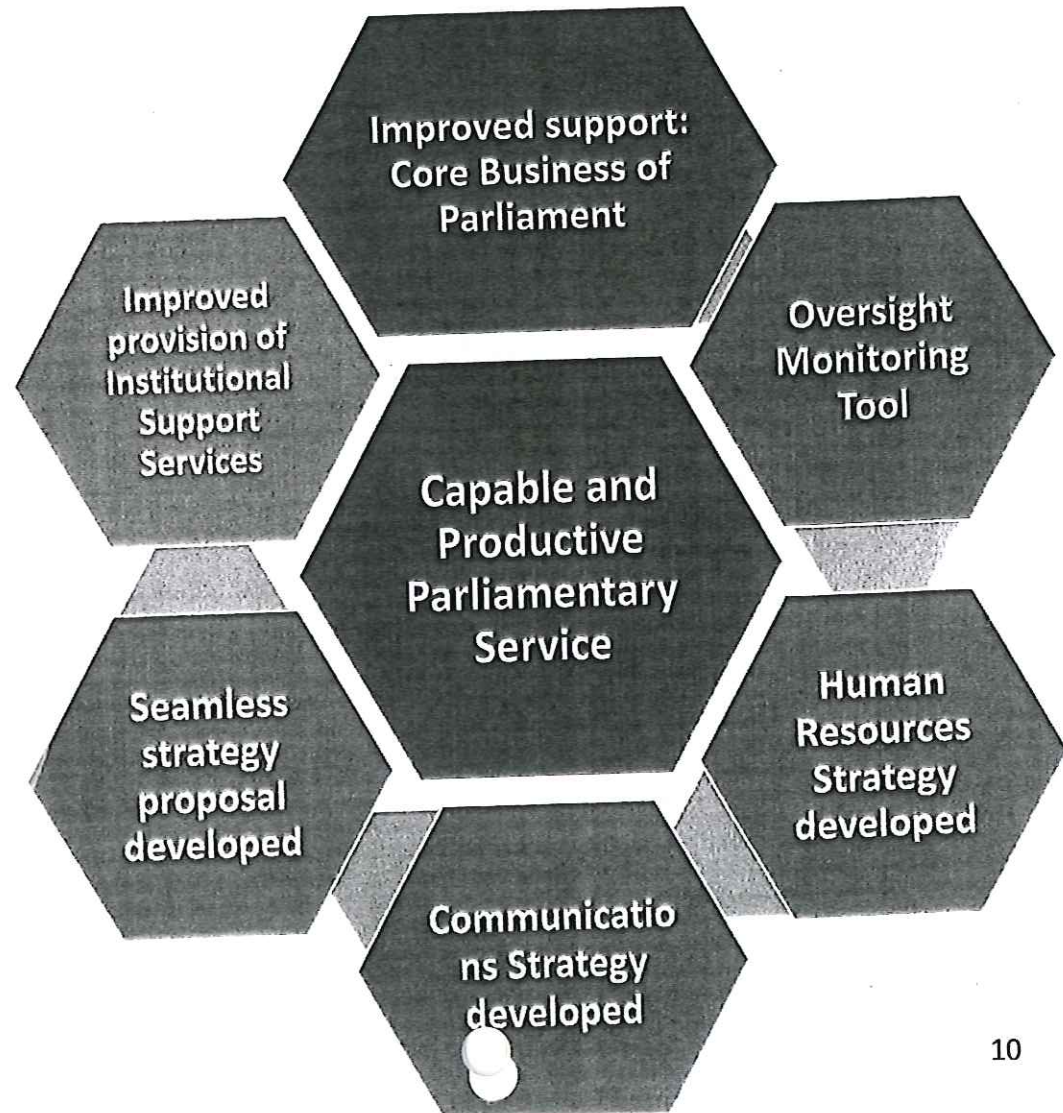 Improved support:
Core Business of
Parliament
Improved
provision of
Institutional
Support
Services
Oversight
Monitoring
Tool
Capable and
Productive
Parliamentary
Service
Seamless
strategy
proposal
developed
Human
Resources
Strategy
developed
Communicatio
ns Strategy
developed
10